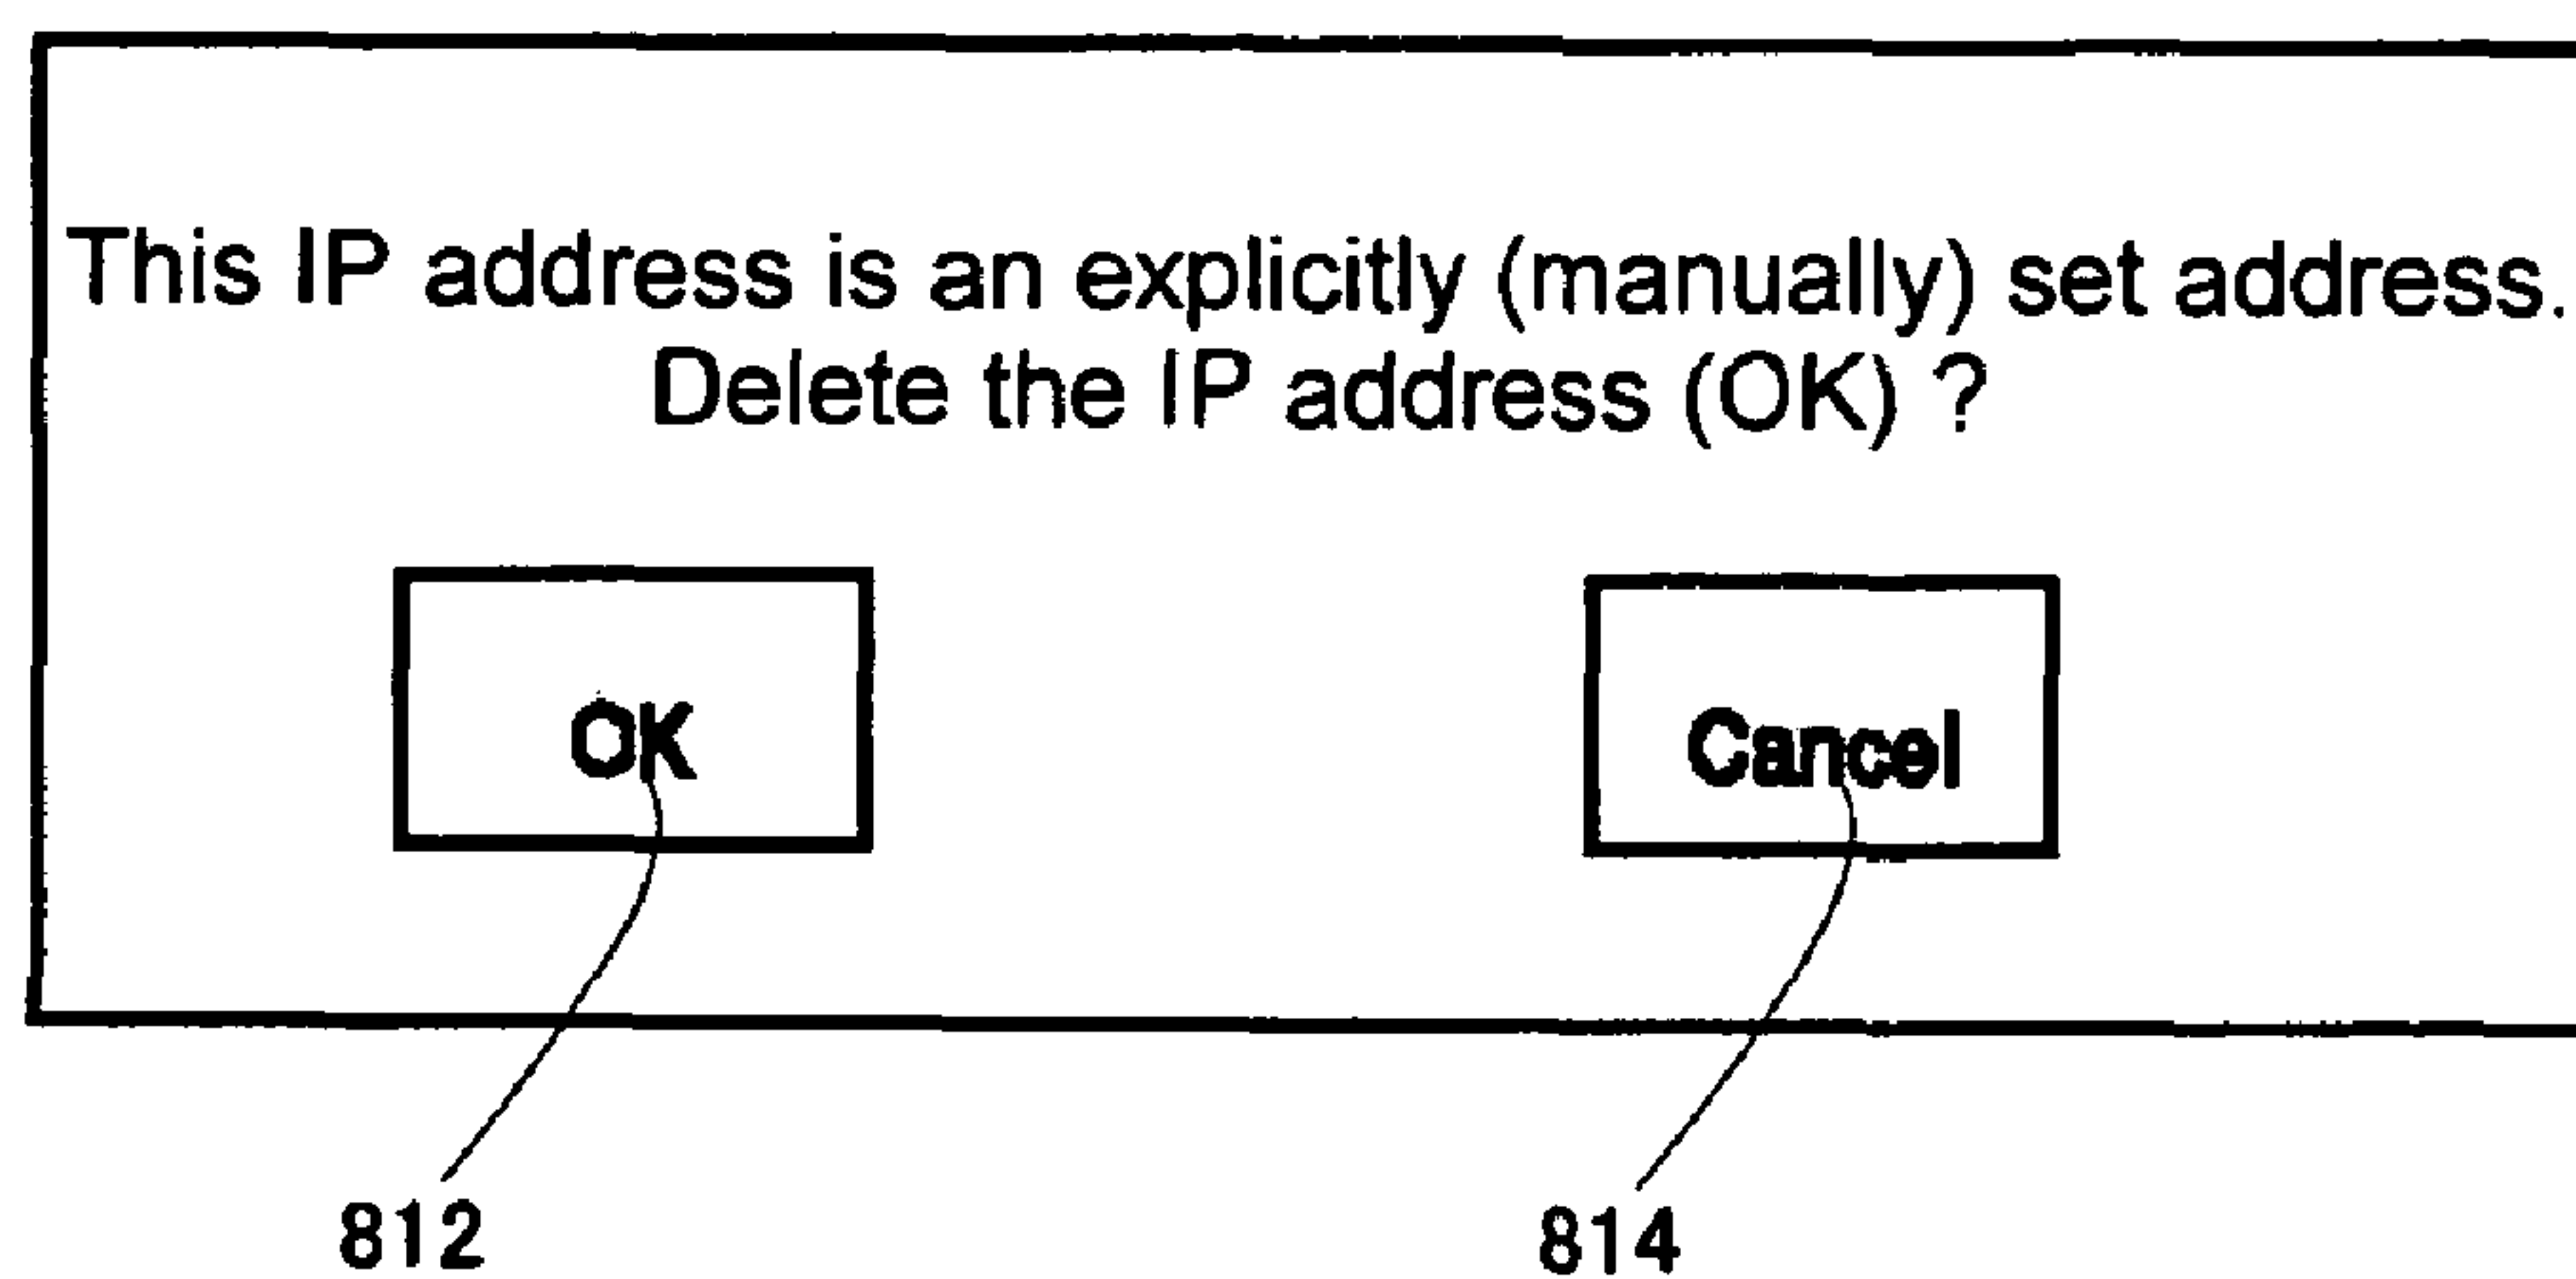 This IP address is an explicitly (manually) set address.
Delete the IP address (OK) ?
OK
Cancel
812
814